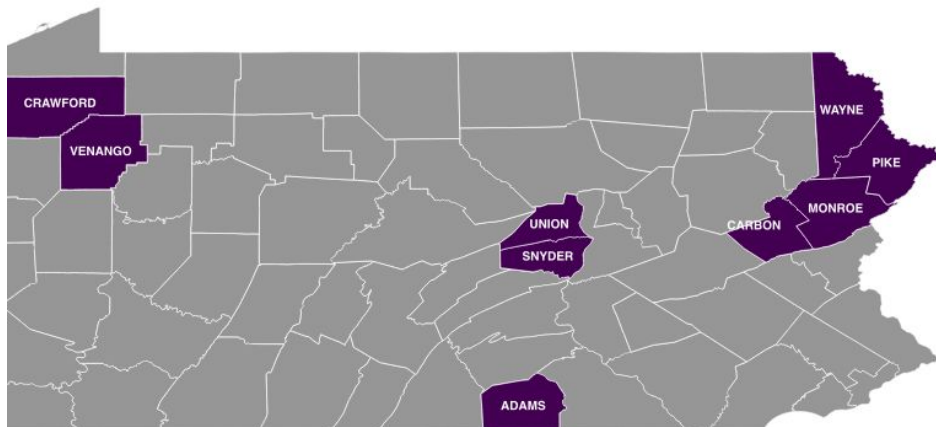 CRAWFORD
WAYNE
VENANGO
PIKE
MONROE
UNION
CARBON
SNYDER
ADAMS